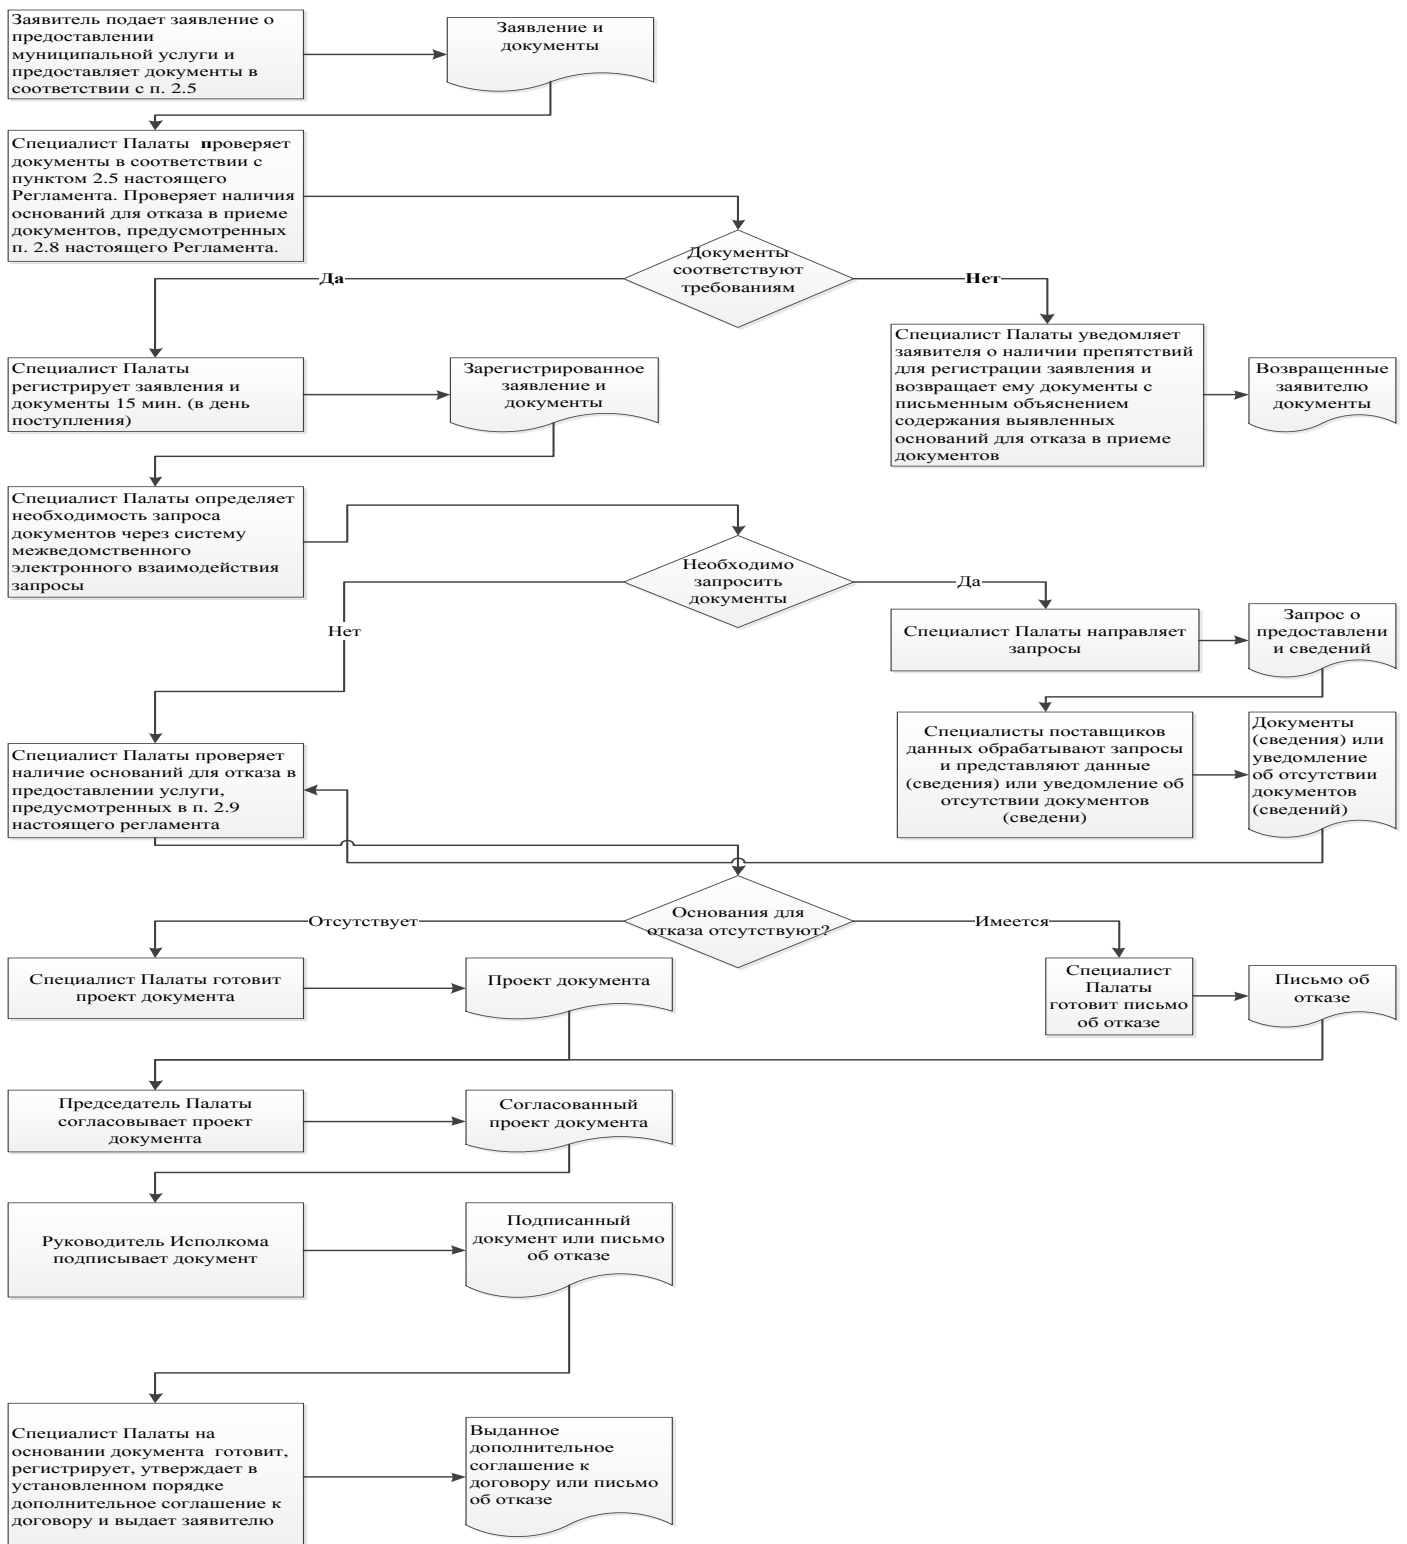 Заявитель подает заявление о
предоставлении
муниципальной услуги и
предоставляет документы в
соответствии с п. 2.5
Заявление и
документы
Специалист Палаты проверяет
документы в соответствии с
пунктом 2.5 настоящего
Регламента. Проверяет наличия
оснований для отказа в приеме
документов, предусмотренных
п. 2.8 настоящего Регламента.
Документы
соответствуют
требованиям
Да
Нет
Специалист Палаты
регистрирует заявления и
документы 15 мин. (в день
поступления)
Зарегистрированное
заявление и
документы
Специалист Палаты уведомляет
заявителя о наличии препятствий
для регистрации заявления и
возвращает ему документы с
письменным объяснением
содержания выявленных
оснований для отказа в приеме
документов
Возвращенные
заявителю
документы
Специалист Палаты определяет
необходимость запроса
документов через систему
межведомственного
электронного взаимодействия
запросы
Необходимо
запросить
документы
Да
Нет
Специалист Палаты направляет
запросы
Запрос о
предоставлени
и сведений
Специалисты поставщиков
данных обрабатывают запросы
и представляют данные
(сведения) или уведомление об
отсутствии документов
(сведени)
Документы
(сведения) или
уведомление
об отсутствии
документов
(сведений)
Специалист Палаты проверяет
наличие оснований для отказа в
предоставлении услуги,
предусмотренных в п. 2.9
настоящего регламента
Основания для
отказа отсутствуют?
Отсутствует
Имеется
Специалист Палаты готовит
проект документа
Проект документа
Специалист
Палаты
готовит письмо
об отказе
Письмо об
отказе
Председатель Палаты
согласовывает проект
документа
Согласованный
проект документа
Руководитель Исполкома
подписывает документ
Подписанный
документ или письмо
об отказе
Специалист Палаты на
основании документа готовит,
регистрирует, утверждает в
установленном порядке
дополнительное соглашение к
договору и выдает заявителю
Выданное
дополнительное
соглашение к
договору или письмо
об отказе